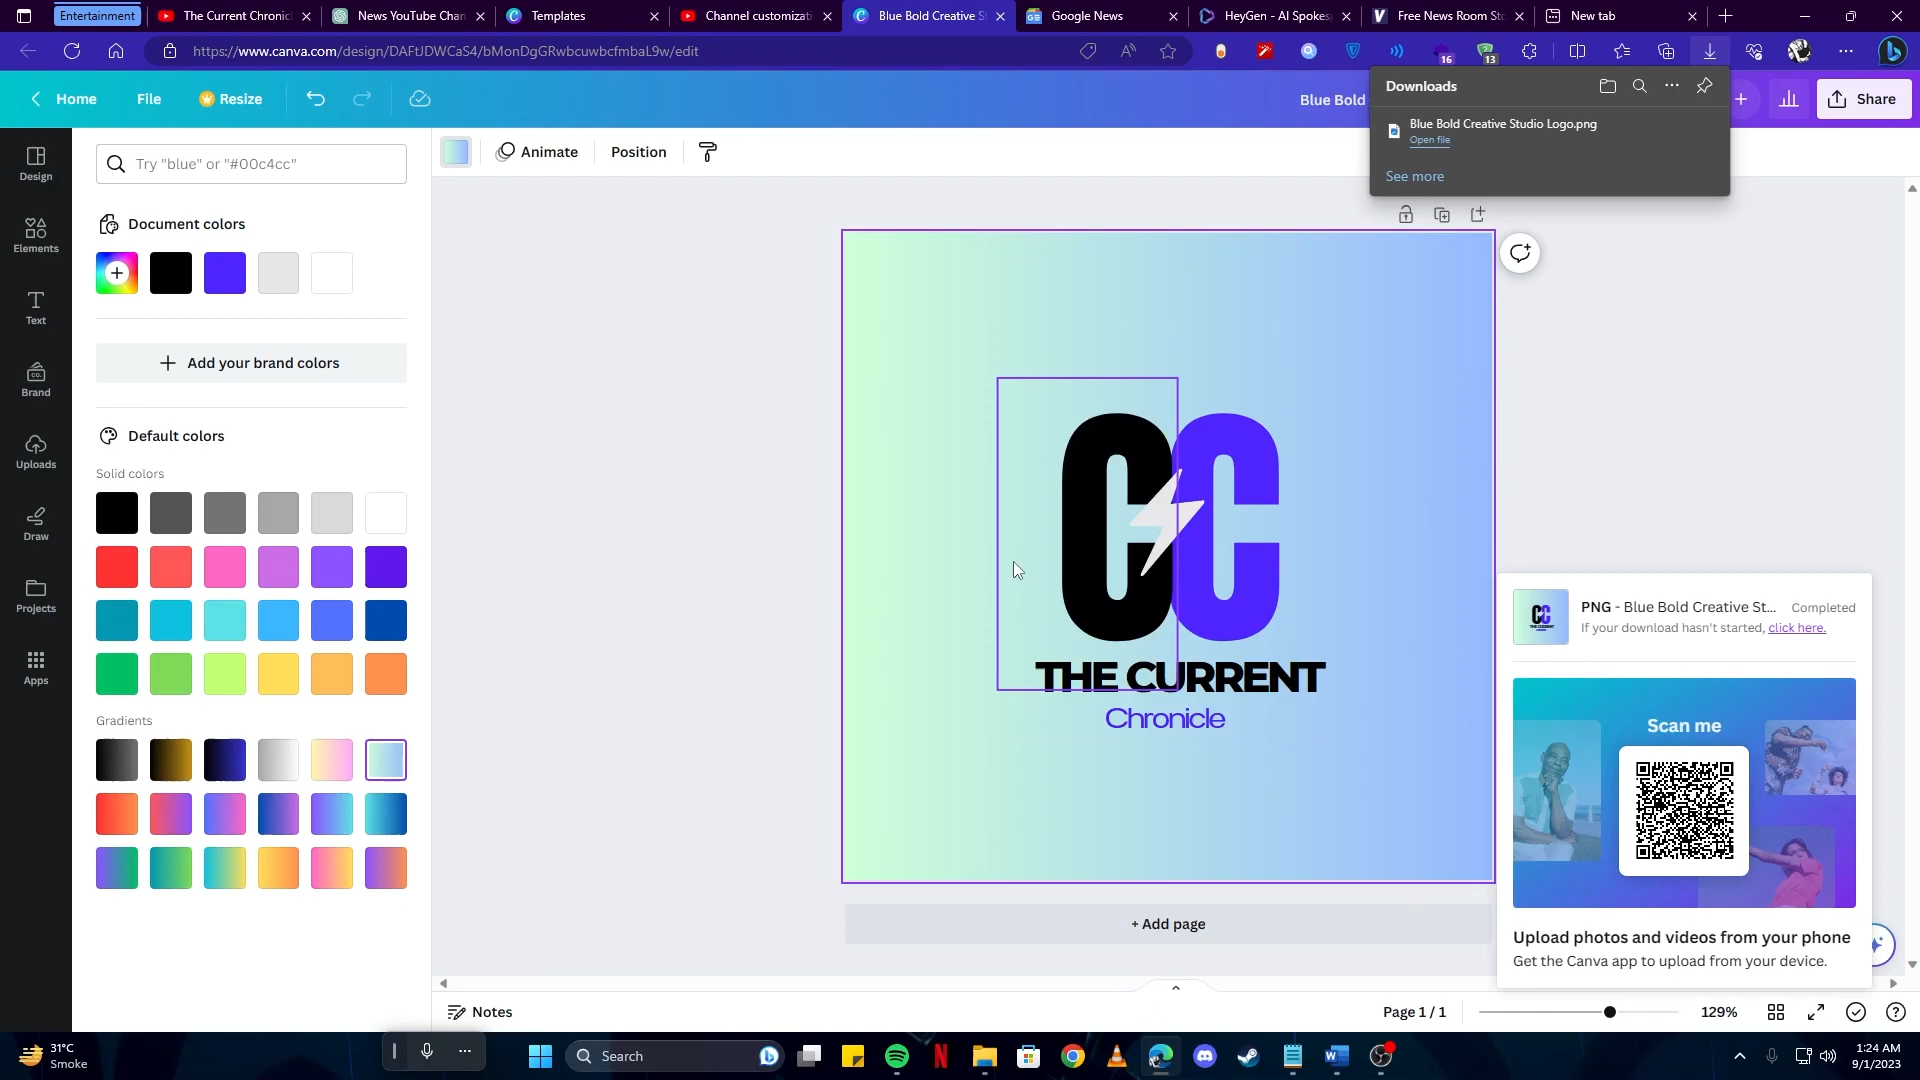 Entertainment
The Current Chronic
News YouTube Chan
Templates
Channel customizati
Blue Bold Creative S
Google News
HeyGen - AI Spokes
Free News Room Sto
New tab
https://www.canva.com/design/DAFtJDWCaS4/bMonDgGRwbcuwbcfmbaL9w/edit
16
13
Home
File
Resize
Blue Bold
Share
Downloads
Blue Bold Creative Studio Logo.png
Open file
See more
Design
Elements
Text
Brand
Uploads
Draw
Projects
Apps
Try "blue" or "#00c4cc"
Document colors
Add your brand colors
Default colors
Solid colors
Gradients
Animate
Position
CC
THE CURRENT
Chronicle
+ Add page
PNG - Blue Bold Creative St...
Completed
If your download hasn't started, click here.
Scan me
Upload photos and videos from your phone
Get the Canva app to upload from your device.
Notes
Page 1 / 1
129%
31°C
Smoke
Search
1:24 AM
9/1/2023